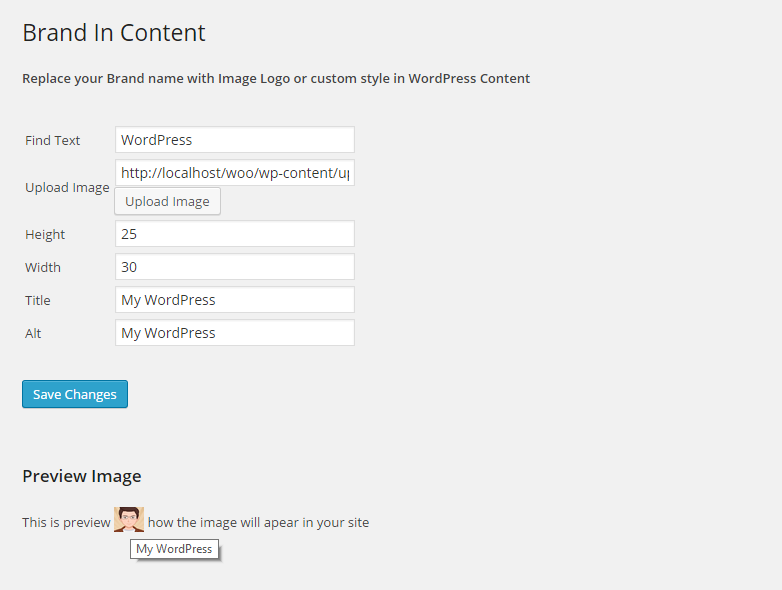 Brand In Content
Replace your Brand name with Image Logo or custom style in WordPress Content
Find Text WordPress
Upload Image http://localhost/woo/wp-content/up
Upload Image
Height 25
Width 30
Title My WordPress
Alt My WordPress
Save Changes
Preview Image
This is preview how the image will apear in your site
My WordPress